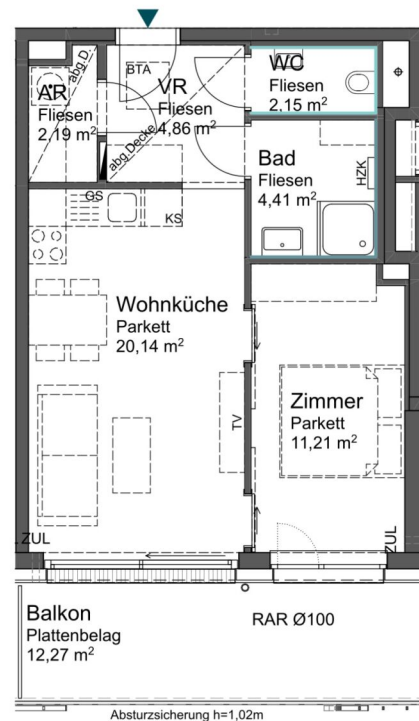 AR
Fliesen
2,19 m²
abg.D.
BTA
VR
Fliesen
4,86 m²
abg.Decke
WC
Fliesen
2,15 m²
Bad
Fliesen
4,41 m²
HZK
GS
KS
Wohnküche
Parkett
20,14 m²
TV
Zimmer
Parkett
11,21 m²
ZUL
ZUL
Balkon
Plattenbelag
12,27 m²
RAR Ø100
Absturzsicherung h=1,02m